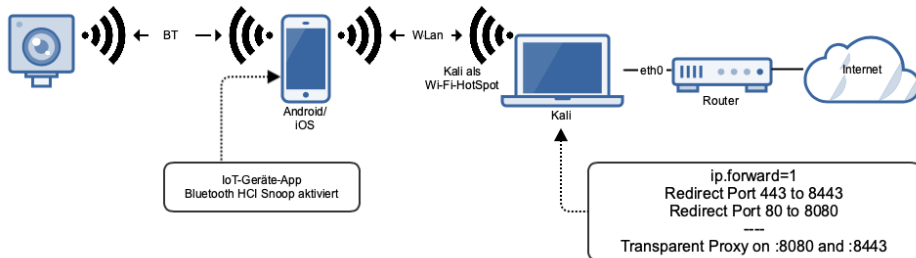 BT
WLan
Kali als
Wi-Fi-HotSpot
eth0
Internet
Router
Kali
Android/
iOS
IoT-Geräte-App
Bluetooth HCI Snoop aktiviert
ip.forward=1
Redirect Port 443 to 8443
Redirect Port 80 to 8080
----
Transparent Proxy on :8080 and :8443